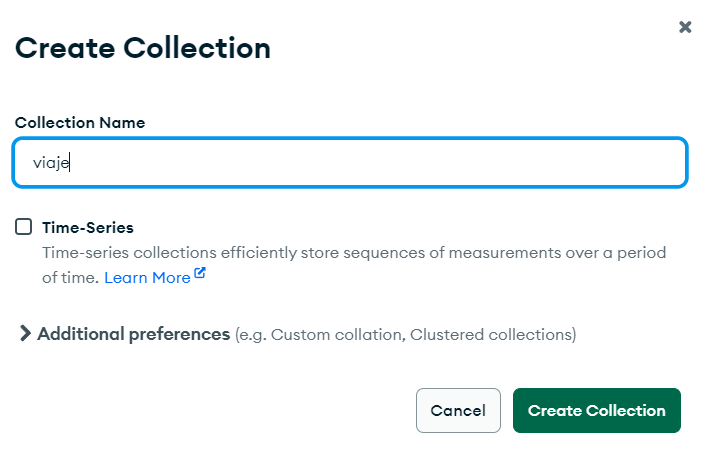 Create Collection
Collection Name
viaje
Time-Series
Time-series collections efficiently store sequences of measurements over a period
of time. Learn More
Additional preferences (e.g. Custom collation, Clustered collections)
Cancel
Create Collection